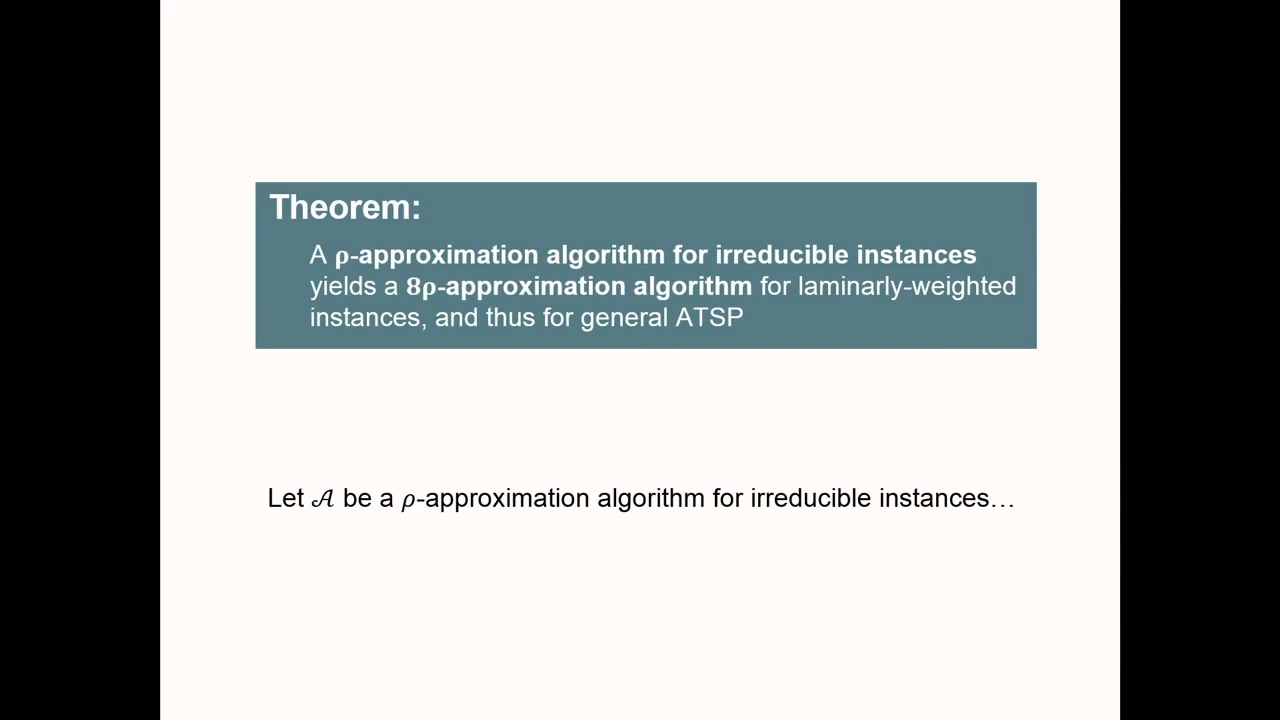 Theorem:
A ρ-approximation algorithm for irreducible instances
yields a 8ρ-approximation algorithm for laminarly-weighted
instances, and thus for general ATSP
Let 𝒜 be a ρ-approximation algorithm for irreducible instances…